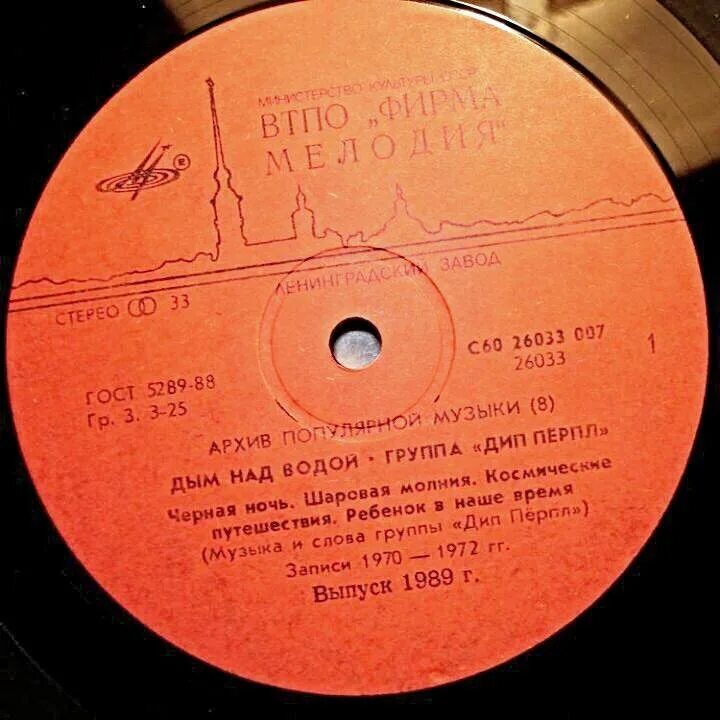 МИНИСТЕРСТВО КУЛЬТУРЫ СССР
ВТПО „ФИРМА
МЕЛОДИЯ“
ЛЕНИНГРАДСКИЙ ЗАВОД
СТЕРЕО 33
ГОСТ 5289-88
Гр. 3. 3-25
С60 26033 007
26033
1
АРХИВ ПОПУЛЯРНОЙ МУЗЫКИ (8)
ДЫМ НАД ВОДОЙ · ГРУППА «ДИП ПЁРПЛ»
Черная ночь. Шаровая молния. Космические
путешествия. Ребенок в наше время
(Музыка и слова группы «Дип Пёрпл»)
Записи 1970 — 1972 гг.
Выпуск 1989 г.